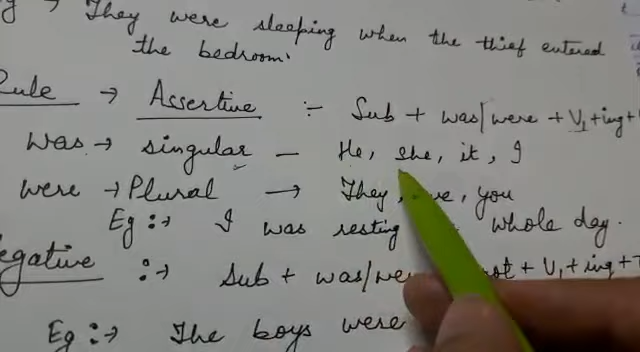 → They were sleeping when the thief entered
the bedroom.
Rule → Assertive :- Sub + was/were + V1 + ing +
Was → singular — He, she, it, I
were → Plural → They, we, you
Eg :→ I was resting whole day.
egative :→ Sub + was/were not + V1 + ing +
Eg :→ The boys were